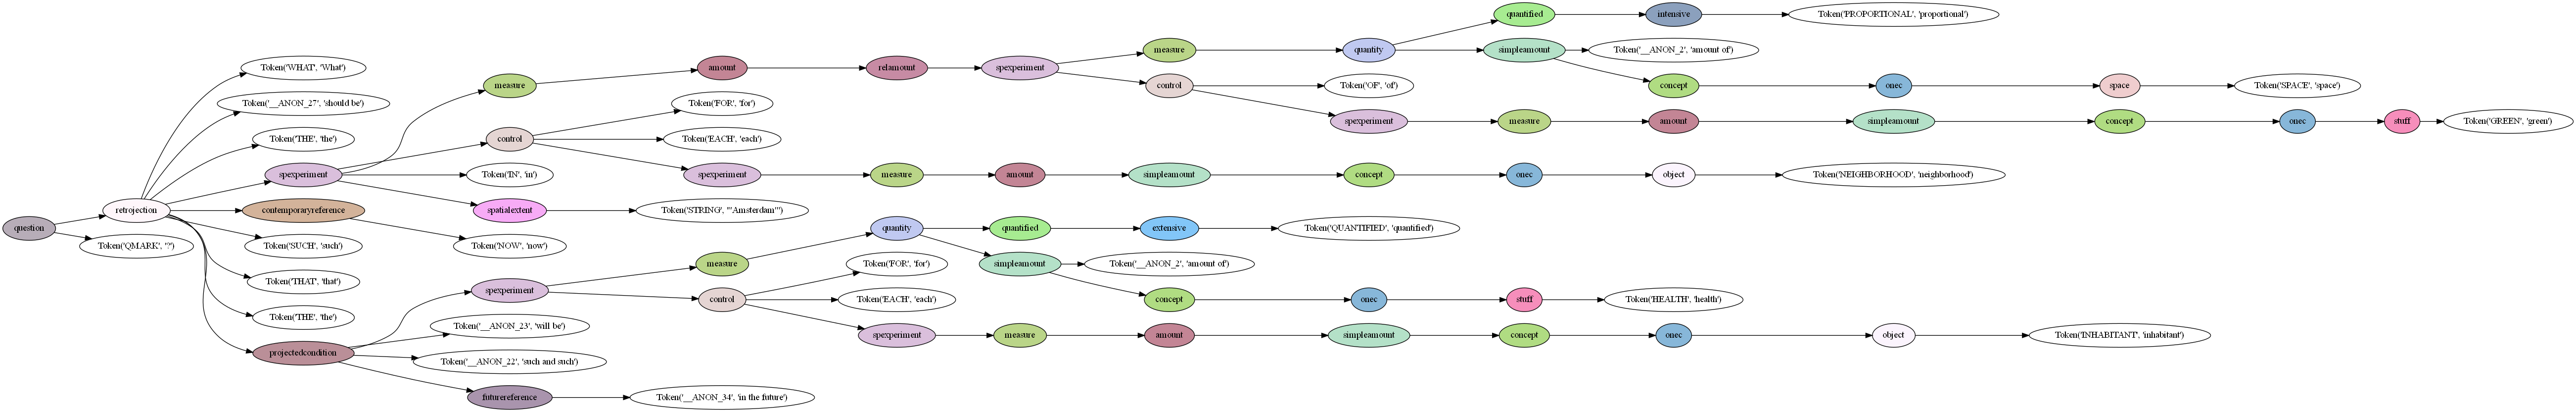 quantified intensive Token('PROPORTIONAL', 'proportional')
measure quantity simpleamount Token('__ANON_2', 'amount of')
Token('WHAT', 'What') amount relamount spexperiment
measure control Token('OF', 'of') concept onec space Token('SPACE', 'space')
Token('__ANON_27', 'should be') Token('FOR', 'for')
spexperiment measure amount simpleamount concept onec stuff Token('GREEN', 'green')
Token('THE', 'the') control Token('EACH', 'each')
spexperiment Token('IN', 'in') spexperiment measure amount simpleamount concept onec object Token('NEIGHBORHOOD', 'neighborhood')
retrojection contemporaryreference spatialextent Token('STRING', "'Amsterdam'")
question quantity quantified extensive Token('QUANTIFIED', 'quantified')
Token('QMARK', '?') Token('SUCH', 'such') Token('NOW', 'now')
measure Token('FOR', 'for') simpleamount Token('__ANON_2', 'amount of')
Token('THAT', 'that') spexperiment control Token('EACH', 'each') concept onec stuff Token('HEALTH', 'health')
Token('THE', 'the') Token('__ANON_23', 'will be')
spexperiment measure amount simpleamount concept onec object Token('INHABITANT', 'inhabitant')
projectedcondition Token('__ANON_22', 'such and such')
futurereference Token('__ANON_34', 'in the future')